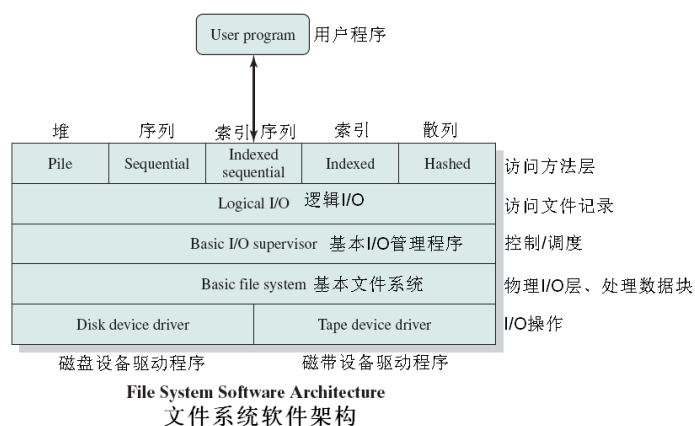 User program 用户程序
堆 序列 索引 序列 索引 散列
Pile Sequential Indexed sequential Indexed Hashed 访问方法层
Logical I/O 逻辑I/O 访问文件记录
Basic I/O supervisor 基本I/O管理程序 控制/调度
Basic file system 基本文件系统 物理I/O层、处理数据块
Disk device driver Tape device driver I/O操作
磁盘设备驱动程序 磁带设备驱动程序
File System Software Architecture
文件系统软件架构